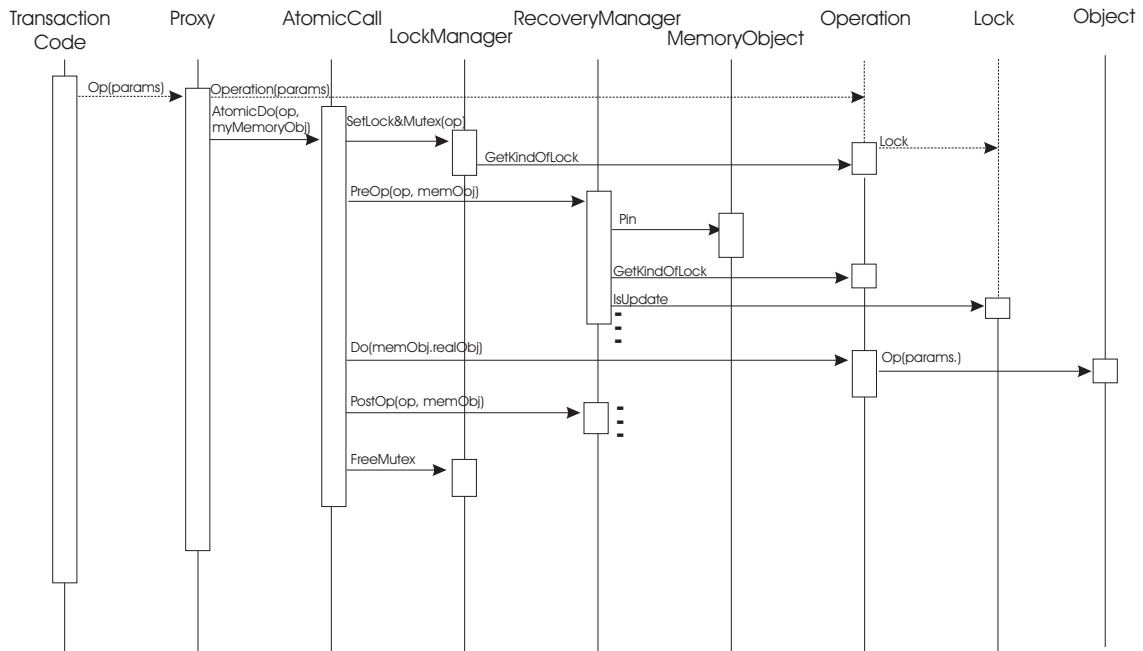 Transaction
Code
Proxy
AtomicCall
LockManager
RecoveryManager
MemoryObject
Operation
Lock
Object
Op(params)
Operation(params)
AtomicDo(op,
myMemoryObj)
SetLock&Mutex(op)
Lock
GetKindOfLock
PreOp(op, memObj)
Pin
GetKindOfLock
IsUpdate
Do(memObj.realObj)
Op(params.)
PostOp(op, memObj)
FreeMutex